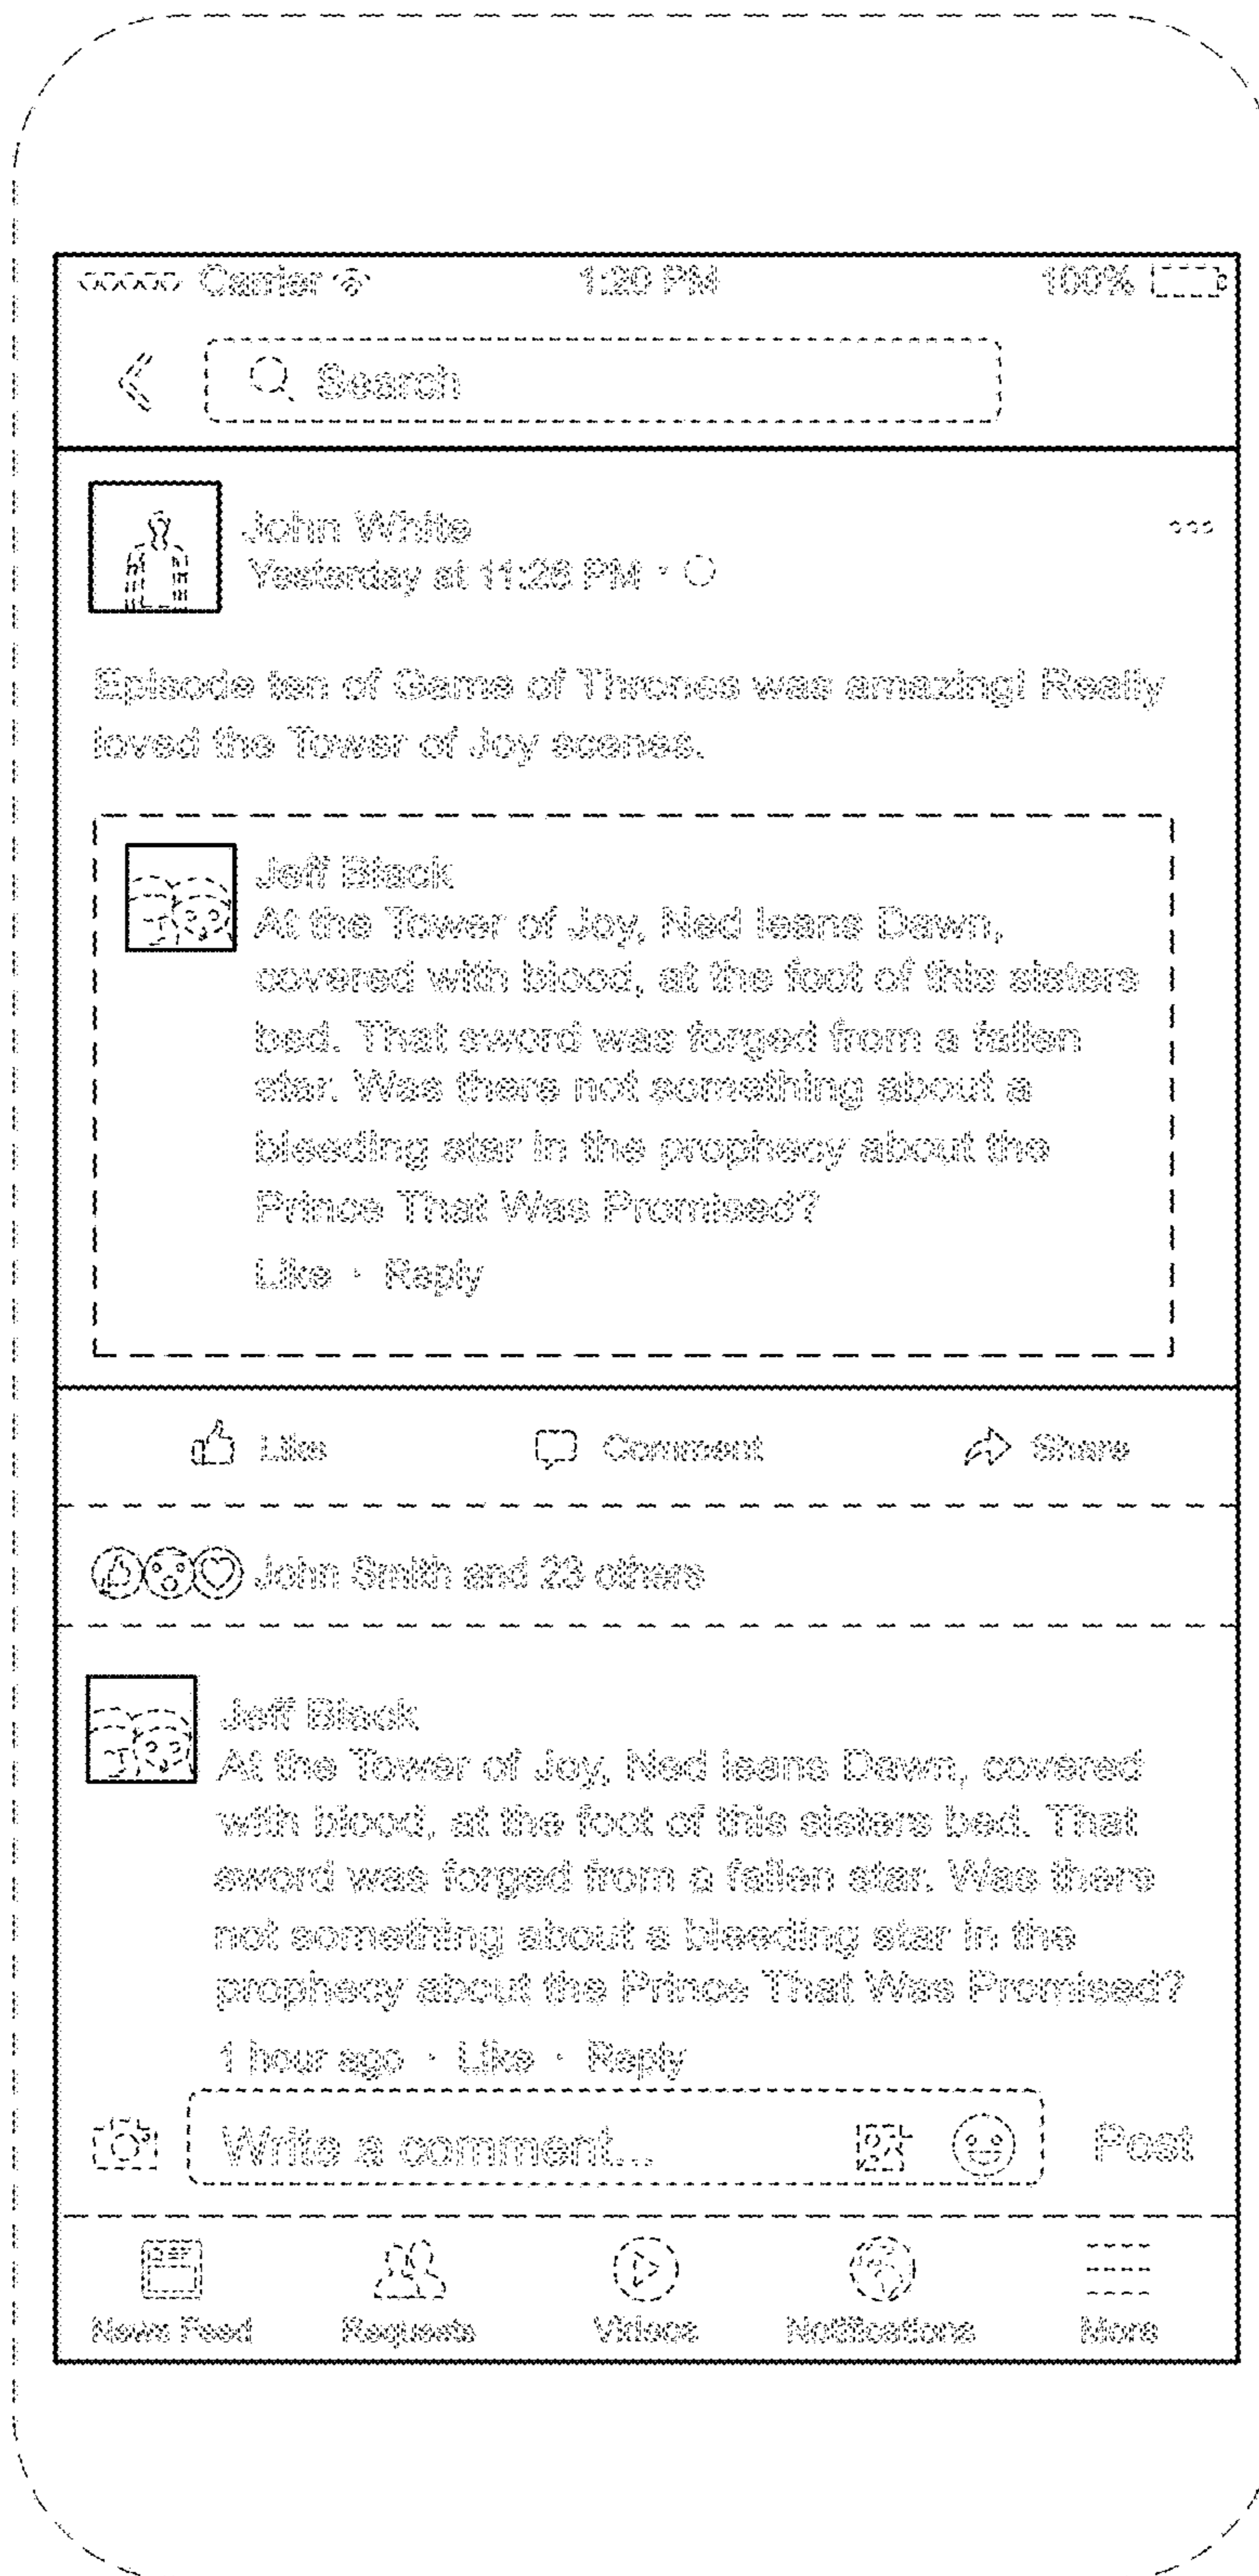 Carrier 1:20 PM 100%
Search
John White
Yesterday at 11:26 PM ·
Episode ten of Game of Thrones was amazing! Really
loved the Tower of Joy scenes.
Jeff Black
At the Tower of Joy, Ned leans Dawn,
covered with blood, at the foot of this sisters
bed. That sword was forged from a fallen
star. Was there not something about a
bleeding star in the prophecy about the
Prince That Was Promised?
Like · Reply
Like Comment Share
John Smith and 23 others
Jeff Black
At the Tower of Joy, Ned leans Dawn, covered
with blood, at the foot of this sisters bed. That
sword was forged from a fallen star. Was there
not something about a bleeding star in the
prophecy about the Prince That Was Promised?
1 hour ago · Like · Reply
Write a comment... Post
News Feed Requests Videos Notifications More